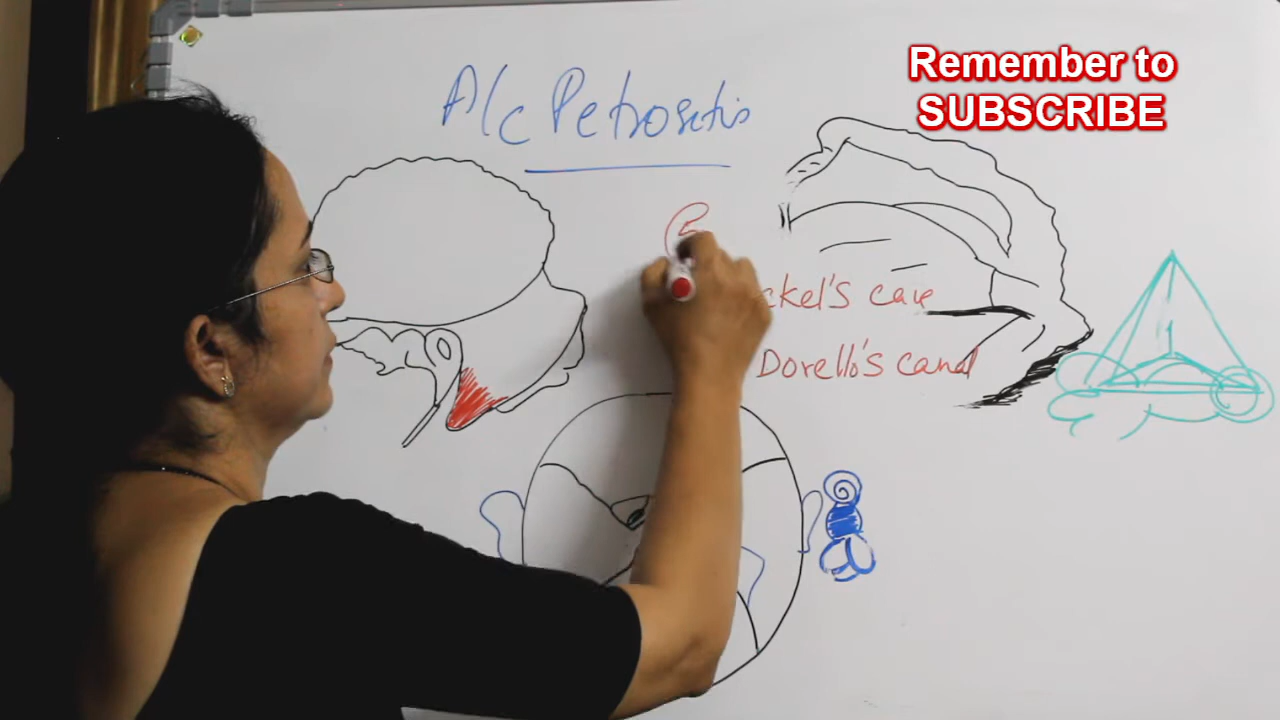 Remember to
SUBSCRIBE
A/c Petrositis
ckel's cave
Dorello's canal